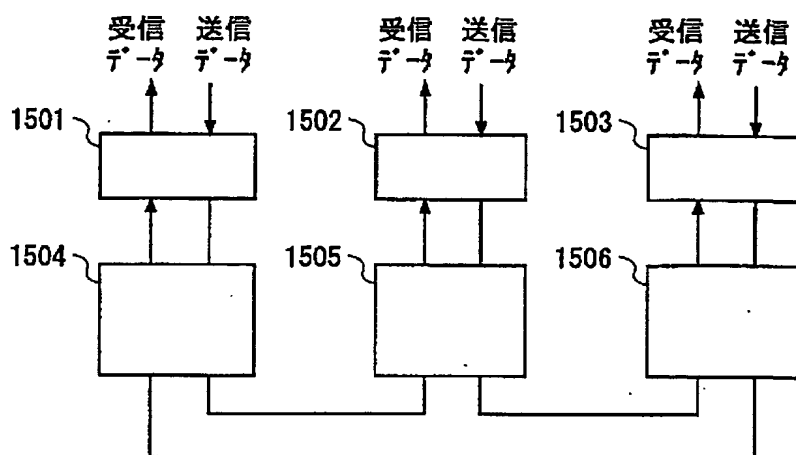 受信 送信 受信 送信 受信 送信
データ データ データ データ データ データ
1501 1502 1503
1504 1505 1506